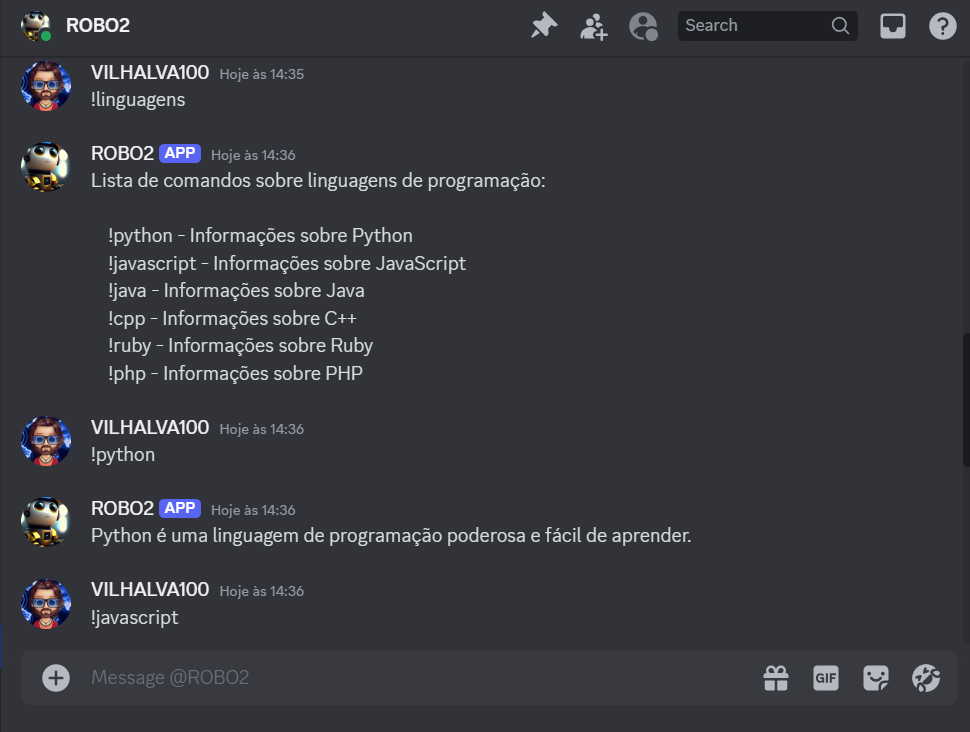 ROBO2
Search
VILHALVA100 Hoje às 14:35
!linguagens
ROBO2 APP Hoje às 14:36
Lista de comandos sobre linguagens de programação:
!python - Informações sobre Python
!javascript - Informações sobre JavaScript
!java - Informações sobre Java
!cpp - Informações sobre C++
!ruby - Informações sobre Ruby
!php - Informações sobre PHP
VILHALVA100 Hoje às 14:36
!python
ROBO2 APP Hoje às 14:36
Python é uma linguagem de programação poderosa e fácil de aprender.
VILHALVA100 Hoje às 14:36
!javascript
Message @ROBO2
GIF